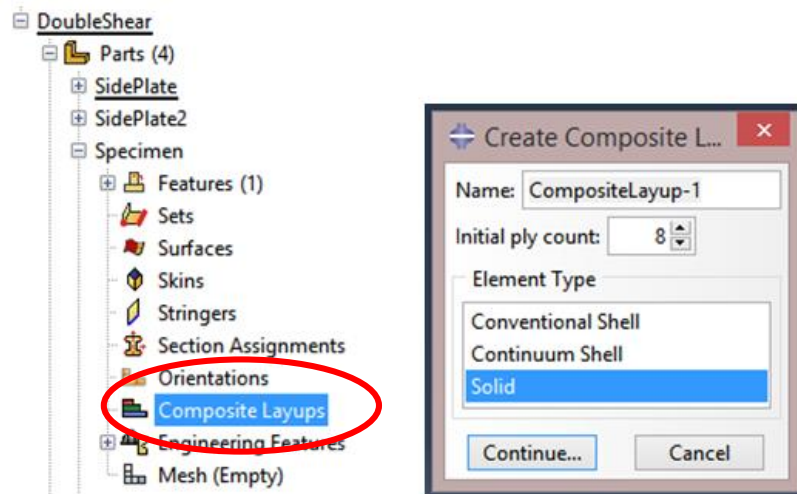 DoubleShear
Parts (4)
SidePlate
SidePlate2
Specimen
Features (1)
Sets
Surfaces
Skins
Stringers
Section Assignments
Orientations
Composite Layups
Engineering Features
Mesh (Empty)
Create Composite L...
Name: CompositeLayup-1
Initial ply count: 8
Element Type
Conventional Shell
Continuum Shell
Solid
Continue... Cancel